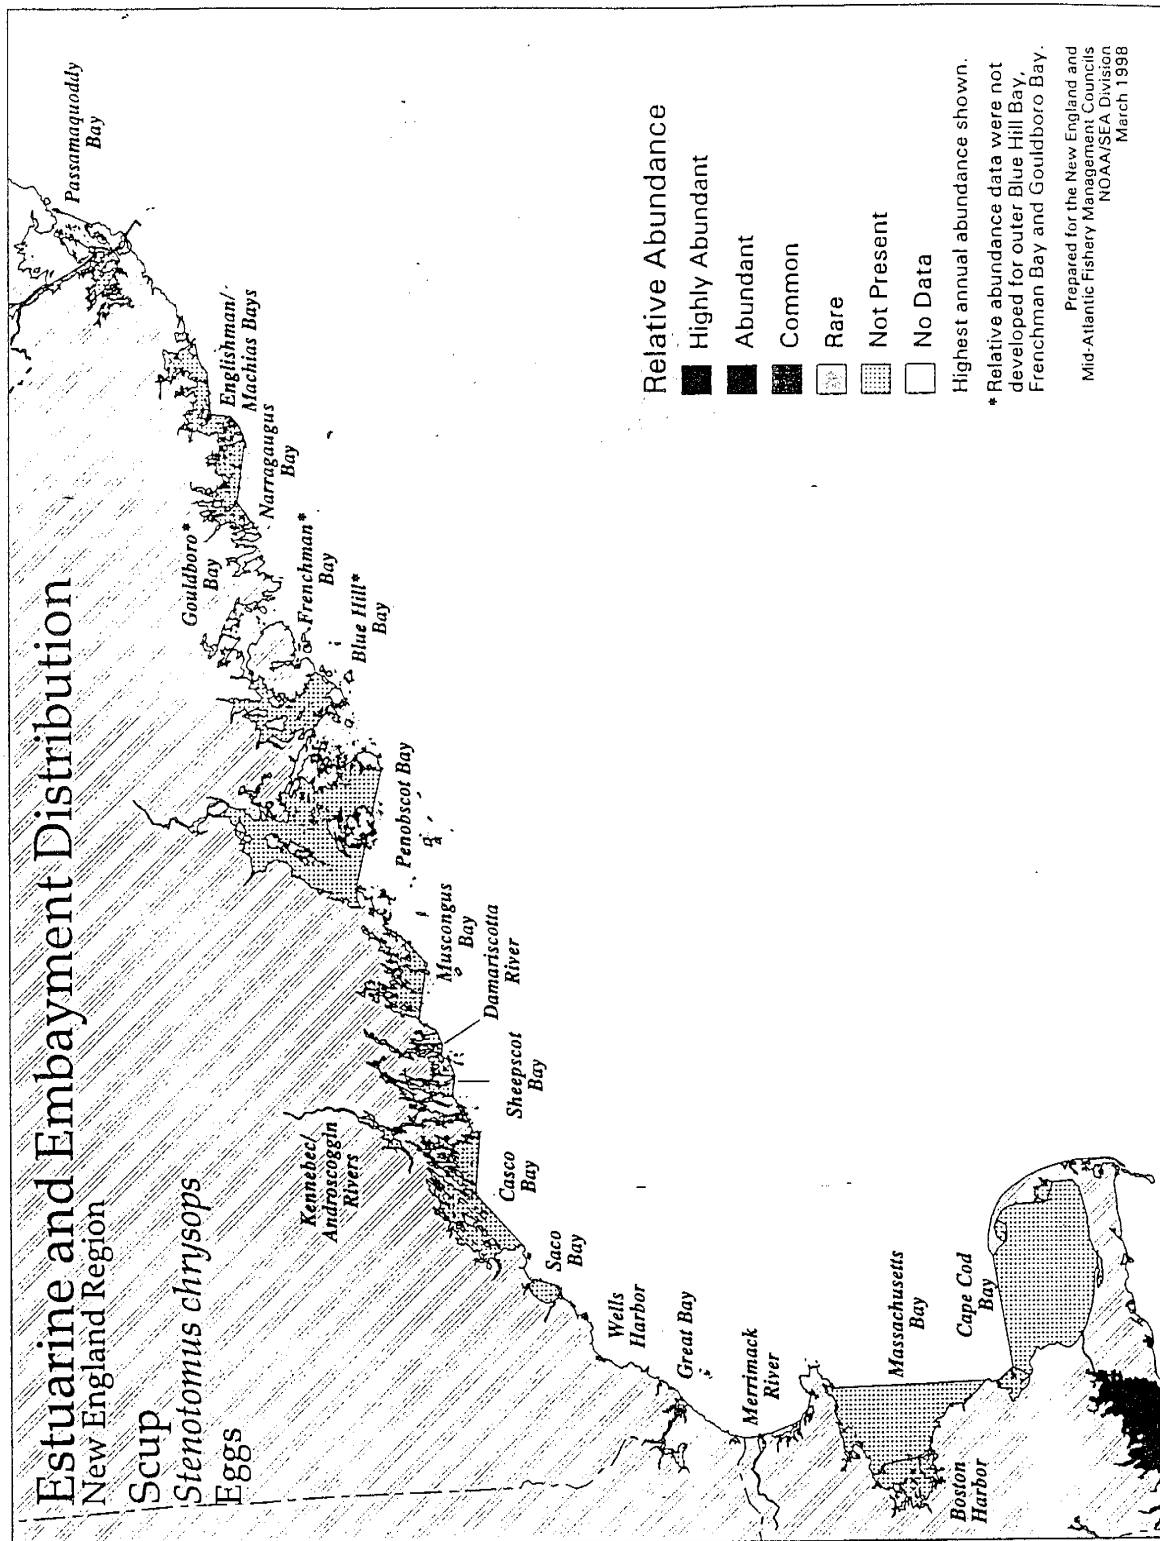 Estuarine and Embayment Distribution
New England Region
Scup
Stenotomus chrysops
Eggs
Passamaquoddy
Bay
Englishman/
Machias Bays
Narragaugus
Bay
Gouldboro*
Bay
Frenchman*
Bay
Blue Hill*
Bay
Penobscot Bay
Muscongus
Bay
Damariscotta
River
Sheepscot
Bay
Kennebec/
Androscoggin
Rivers
Casco
Bay
Saco
Bay
Wells
Harbor
Great Bay
Merrimack
River
Massachusetts
Bay
Cape Cod
Bay
Boston
Harbor
Relative Abundance
Highly Abundant
Abundant
Common
Rare
Not Present
No Data
Highest annual abundance shown.
*Relative abundance data were not
developed for outer Blue Hill Bay,
Frenchman Bay and Gouldboro Bay.
Prepared for the New England and
Mid-Atlantic Fishery Management Councils
NOAA/SEA Division
March 1998